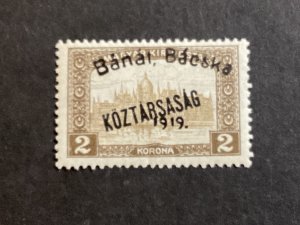 Bánát, Bácska
KÖZTÁRSASÁG
1919.
2 2
KORONA